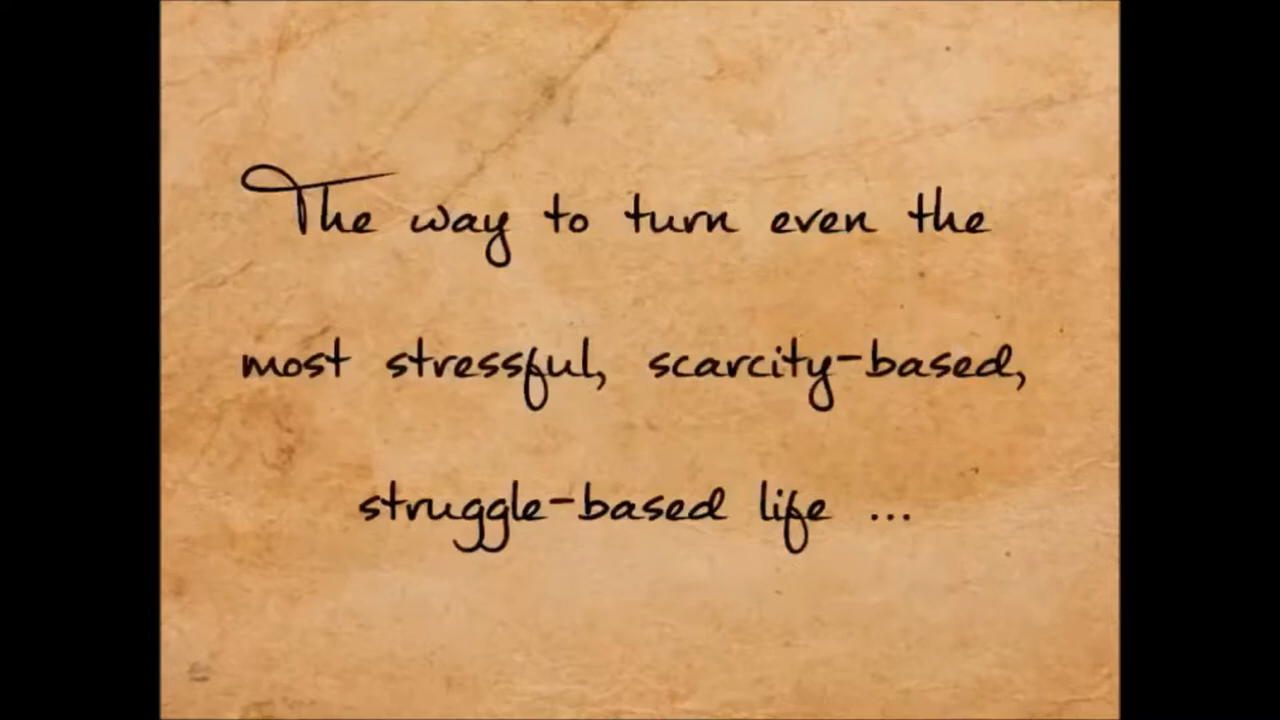 The way to turn even the
most stressful, scarcity-based,
struggle-based life ...